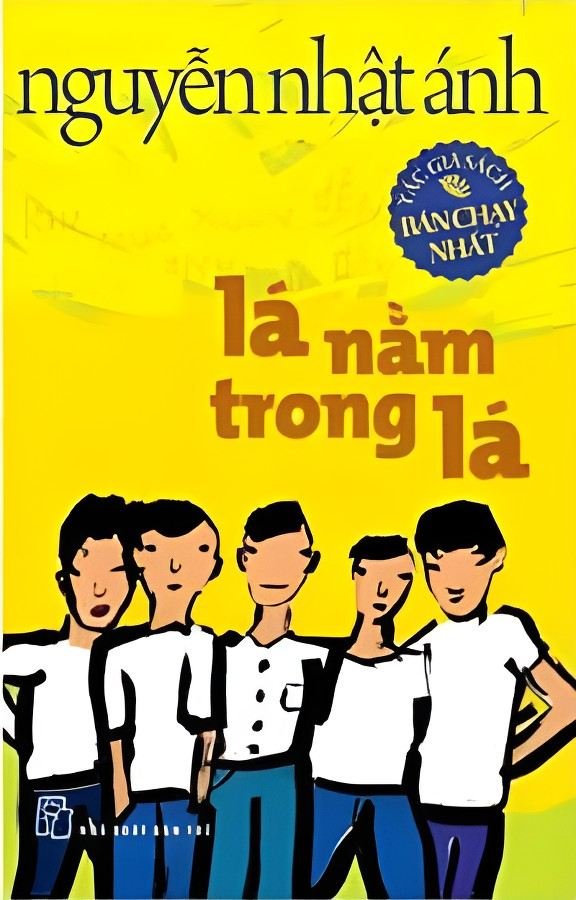 nguyễn nhật ánh
TÁC GIẢ SÁCH
BÁN CHẠY
NHẤT
lá nằm
trong lá